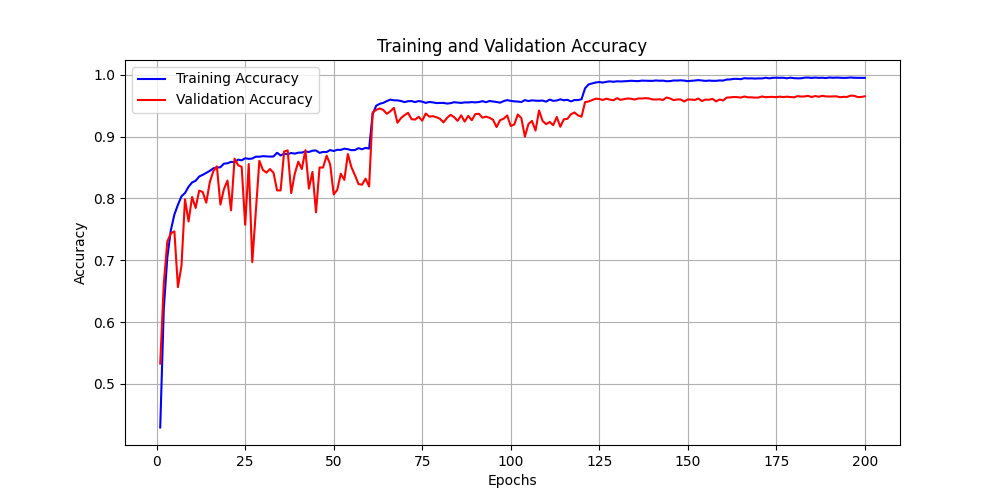 Training and Validation Accuracy
Training Accuracy
Validation Accuracy
1.0
0.9
0.8
0.7
0.6
0.5
Accuracy
0 25 50 75 100 125 150 175 200
Epochs